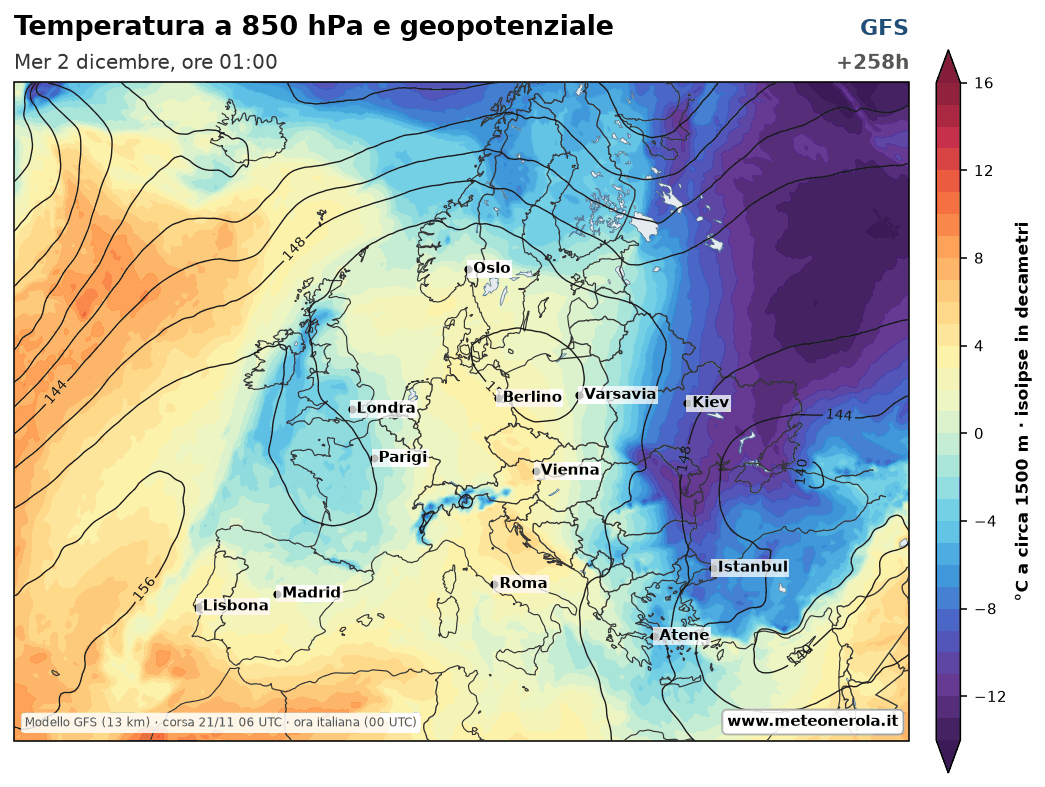 Temperatura a 850 hPa e geopotenziale
GFS
Mer 2 dicembre, ore 01:00
+258h
16
12
8
4
0
−4
−8
−12
°C a circa 1500 m · isoipse in decametri
148
Oslo
144
Berlino
Varsavia
Kiev
Londra
144
Parigi
148
Vienna
140
156
Istanbul
Roma
Madrid
Lisbona
Atene
140
Modello GFS (13 km) · corsa 21/11 06 UTC · ora italiana (00 UTC)
www.meteonerola.it